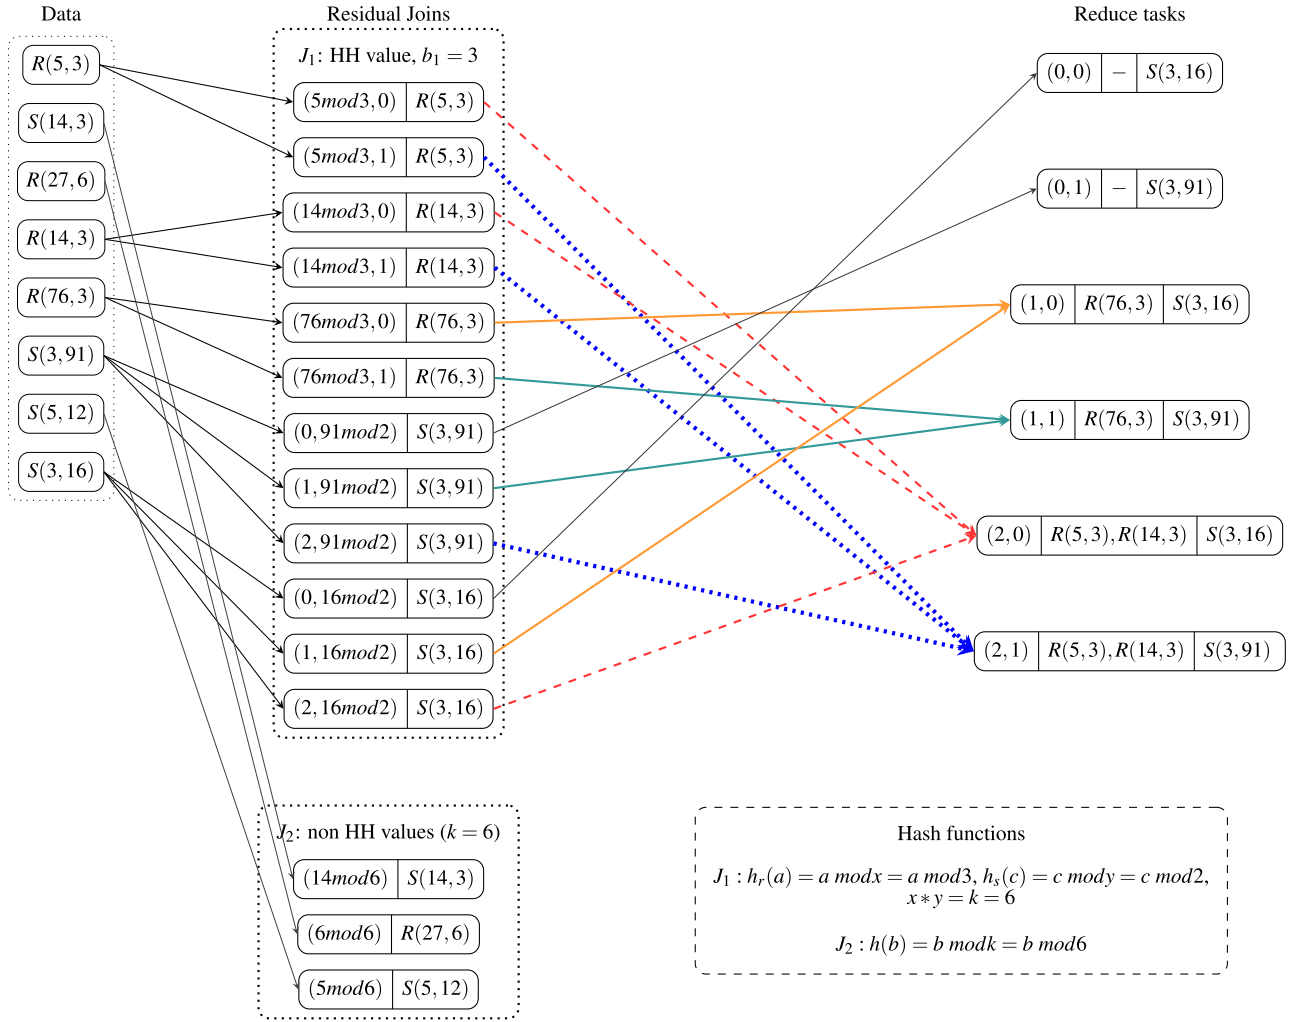 Data
R(5,3)
S(14,3)
R(27,6)
R(14,3)
R(76,3)
S(3,91)
S(5,12)
S(3,16)
Residual Joins
J₁: HH value, b₁ = 3
(5mod3,0) R(5,3)
(5mod3,1) R(5,3)
(14mod3,0) R(14,3)
(14mod3,1) R(14,3)
(76mod3,0) R(76,3)
(76mod3,1) R(76,3)
(0,91mod2) S(3,91)
(1,91mod2) S(3,91)
(2,91mod2) S(3,91)
(0,16mod2) S(3,16)
(1,16mod2) S(3,16)
(2,16mod2) S(3,16)
J₂: non HH values (k = 6)
(14mod6) S(14,3)
(6mod6) R(27,6)
(5mod6) S(5,12)
Reduce tasks
(0,0) − S(3,16)
(0,1) − S(3,91)
(1,0) R(76,3) S(3,16)
(1,1) R(76,3) S(3,91)
(2,0) R(5,3),R(14,3) S(3,16)
(2,1) R(5,3),R(14,3) S(3,91)
Hash functions
J₁ : hᵣ(a) = a modx = a mod3, hₛ(c) = c mody = c mod2,
x∗y = k = 6
J₂ : h(b) = b modk = b mod6